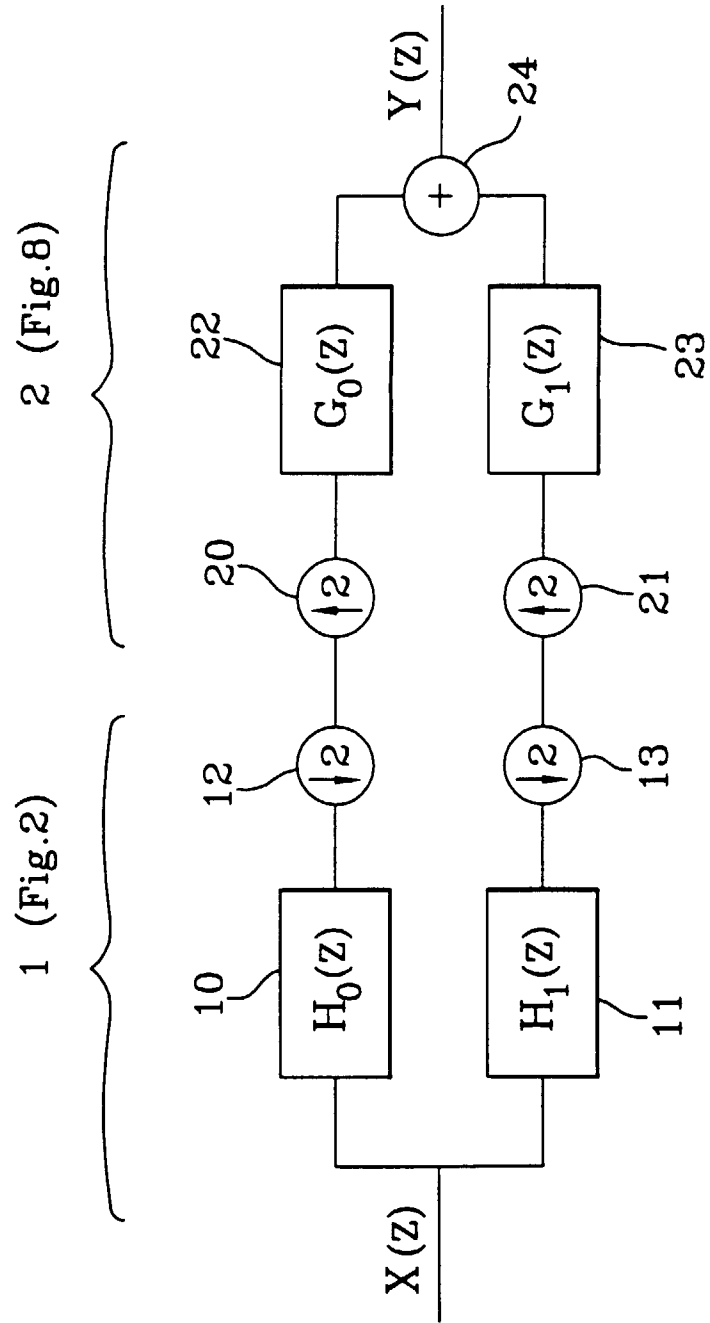 1 (Fig.2)
2 (Fig.8)
10
12
20
22
H₀(Z)
↓2
↑2
G₀(Z)
X(Z)
+
Y(Z)
24
H₁(Z)
↓2
↑2
G₁(Z)
11
13
21
23